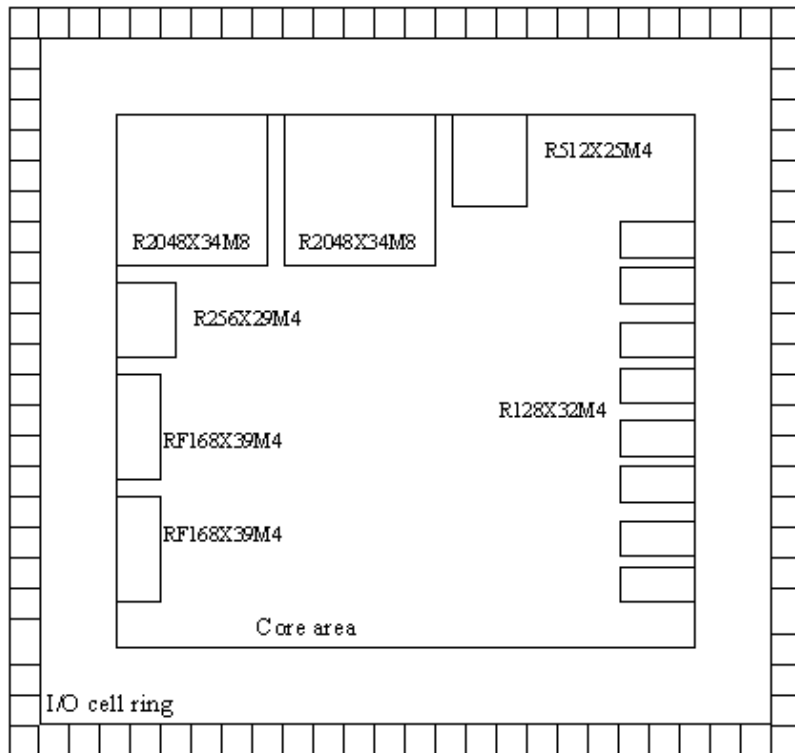 R512X25M4
R2048X34M8
R2048X34M8
R256X29M4
R128X32M4
RF168X39M4
RF168X39M4
Core area
I/O cell ring